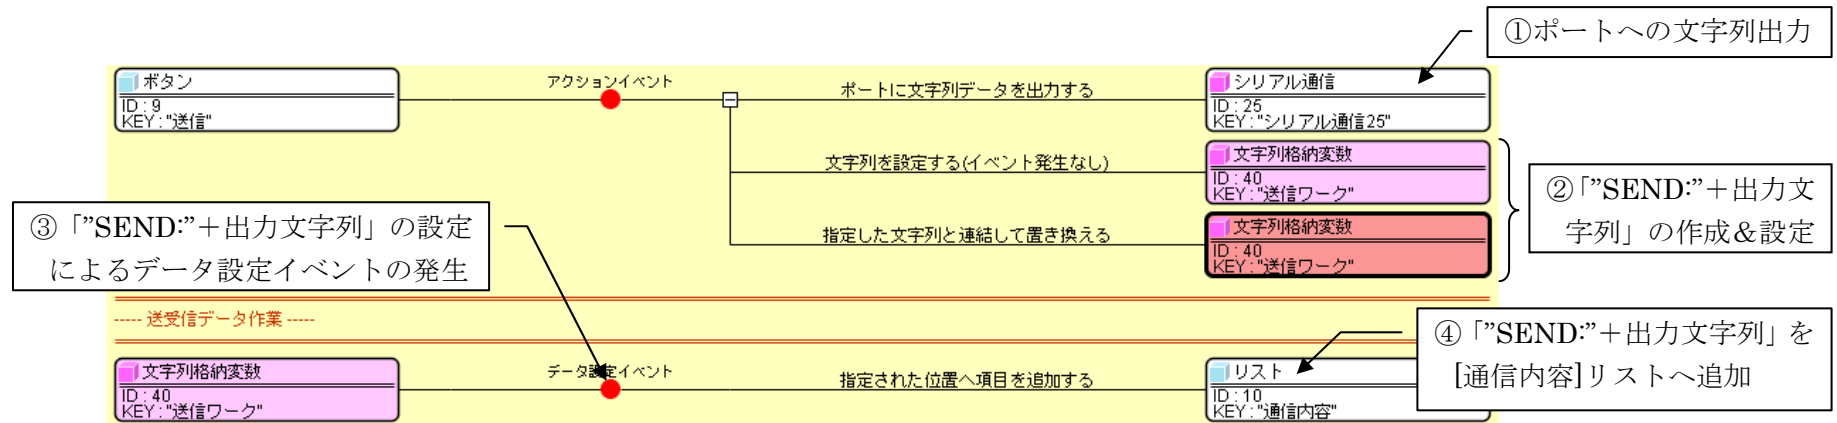 ①ポートへの文字列出力
ボタン
ID : 9
KEY : "送信"
アクションイベント
ポートに文字列データを出力する
シリアル通信
ID : 25
KEY : "シリアル通信25"
文字列を設定する(イベント発生なし)
文字列格納変数
ID : 40
KEY : "送信ワーク"
②「”SEND:”＋出力文
字列」の作成＆設定
指定した文字列と連結して置き換える
文字列格納変数
ID : 40
KEY : "送信ワーク"
③「”SEND:”＋出力文字列」の設定
によるデータ設定イベントの発生
----- 送受信データ作業 -----
文字列格納変数
ID : 40
KEY : "送信ワーク"
データ設定イベント
指定された位置へ項目を追加する
リスト
ID : 10
KEY : "通信内容"
④「”SEND:”＋出力文字列」を
[通信内容]リストへ追加